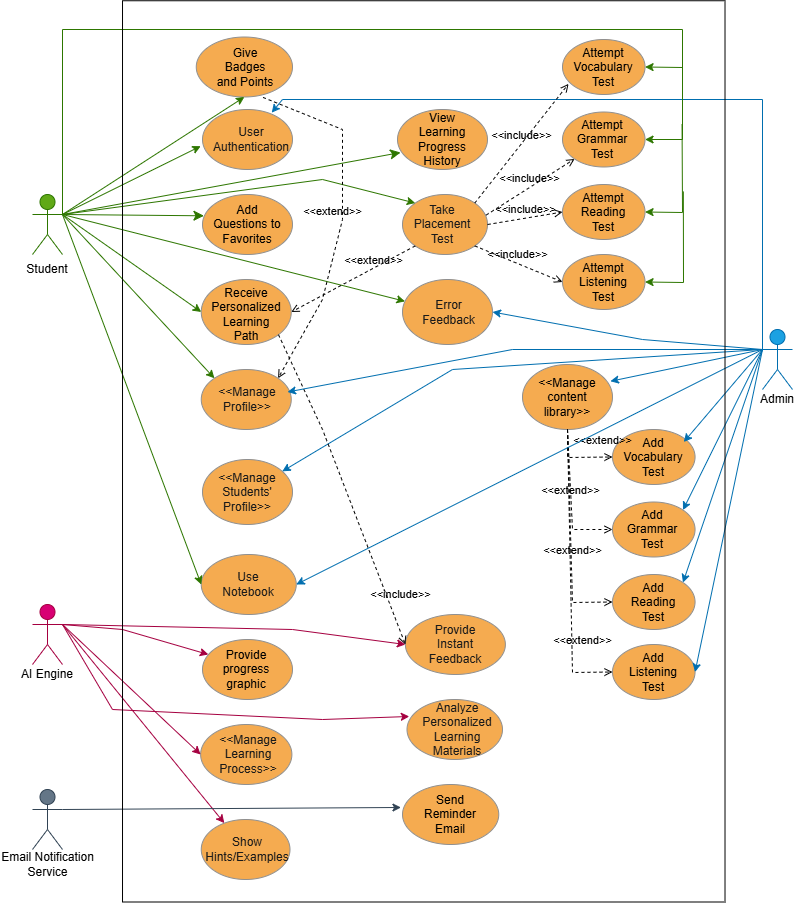 Give
Badges
and Points
Attempt
Vocabulary
Test
User
Authentication
View
Learning
Progress
History
<<include>>
Attempt
Grammar
Test
<<include>>
Student
Add
Questions to
Favorites
<<extend>>
Take
Placement
Test
<<include>>
Attempt
Reading
Test
<<extend>>
<<include>>
Attempt
Listening
Test
Receive
Personalized
Learning
Path
Error
Feedback
Admin
<<Manage
Profile>>
<<Manage
content
library>>
<<extend>>
Add
Vocabulary
Test
<<Manage
Students'
Profile>>
<<extend>>
Add
Grammar
Test
<<extend>>
Use
Notebook
<<include>>
Add
Reading
Test
<<extend>>
Add
Listening
Test
AI Engine
Provide
progress
graphic
Provide
Instant
Feedback
<<Manage
Learning
Process>>
Analyze
Personalized
Learning
Materials
Email Notification
Service
Send
Reminder
Email
Show
Hints/Examples